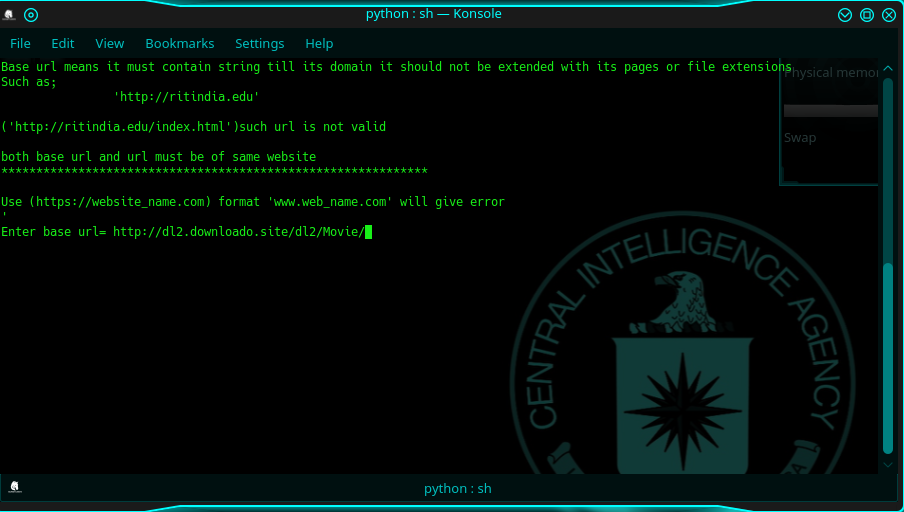 python : sh — Konsole
File Edit View Bookmarks Settings Help
Base url means it must contain string till its domain it should not be extended with its pages or file extensions
Such as;
'http://ritindia.edu'
('http://ritindia.edu/index.html')such url is not valid
both base url and url must be of same website
*************************************************************
Use (https://website_name.com) format 'www.web_name.com' will give error
'
Enter base url= http://dl2.downloado.site/dl2/Movie/
Physical memor
Swap
CENTRAL INTELLIGENCE AGENCY
python : sh